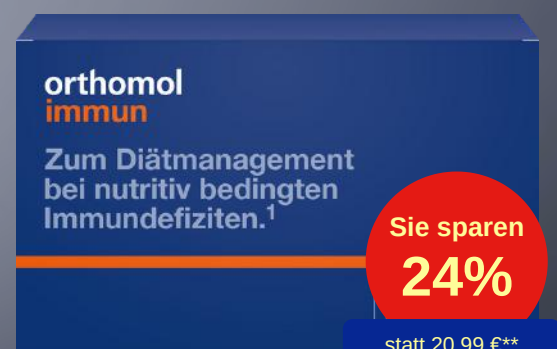 orthomol
immun
Zum Diätmanagement
bei nutritiv bedingten
Immundefiziten.¹
Sie sparen
24%
statt 20,99 €**